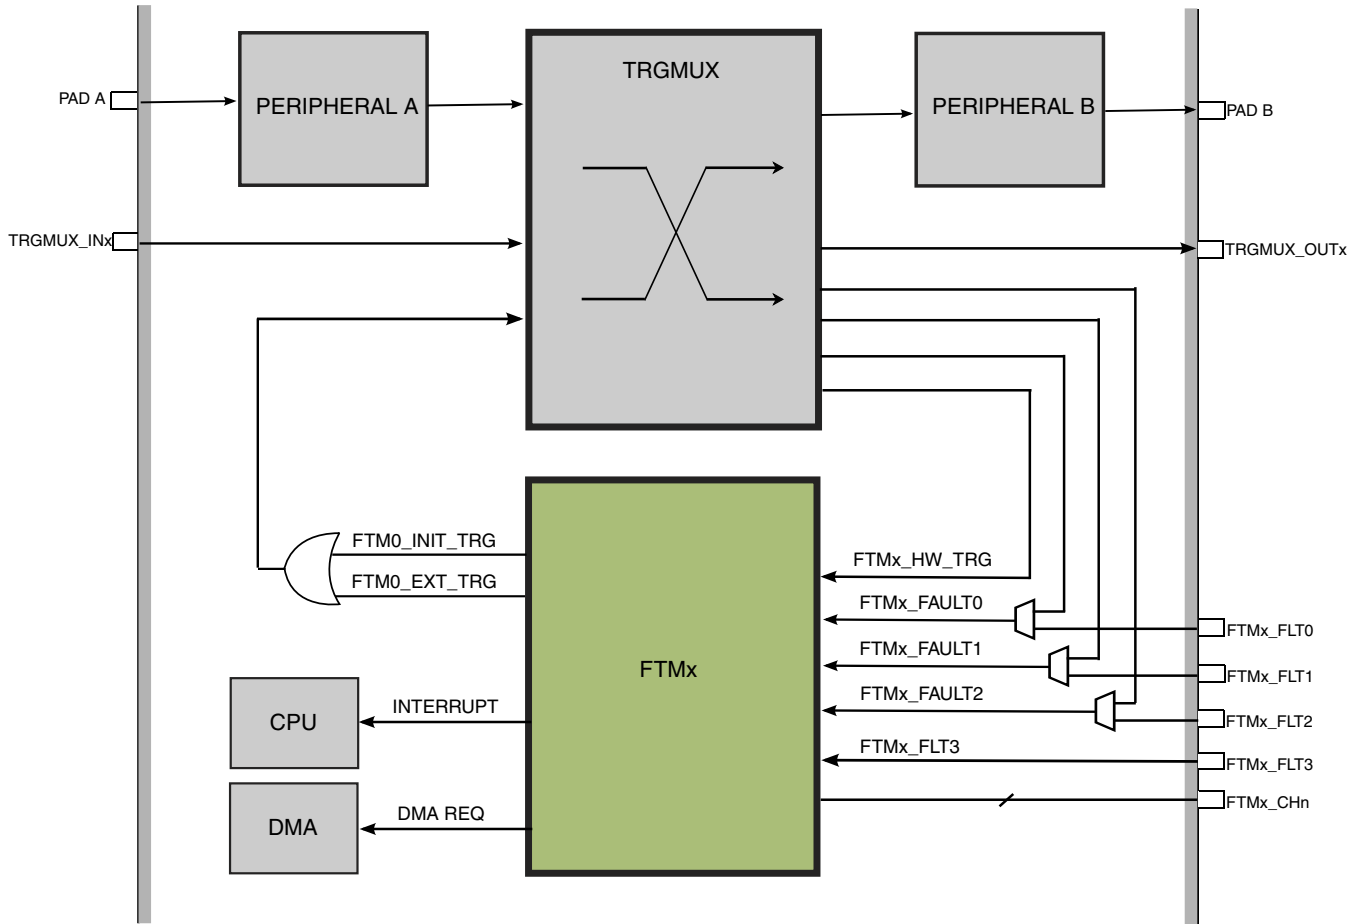 TRGMUX
PAD A
PERIPHERAL A
PERIPHERAL B
PAD B
TRGMUX_INx
TRGMUX_OUTx
FTM0_INIT_TRG
FTM0_EXT_TRG
FTMx_HW_TRG
FTMx_FAULT0
FTMx_FLT0
FTMx_FAULT1
FTMx_FLT1
FTMx
FTMx_FAULT2
FTMx_FLT2
CPU
INTERRUPT
FTMx_FLT3
FTMx_FLT3
FTMx_CHn
DMA
DMA REQ